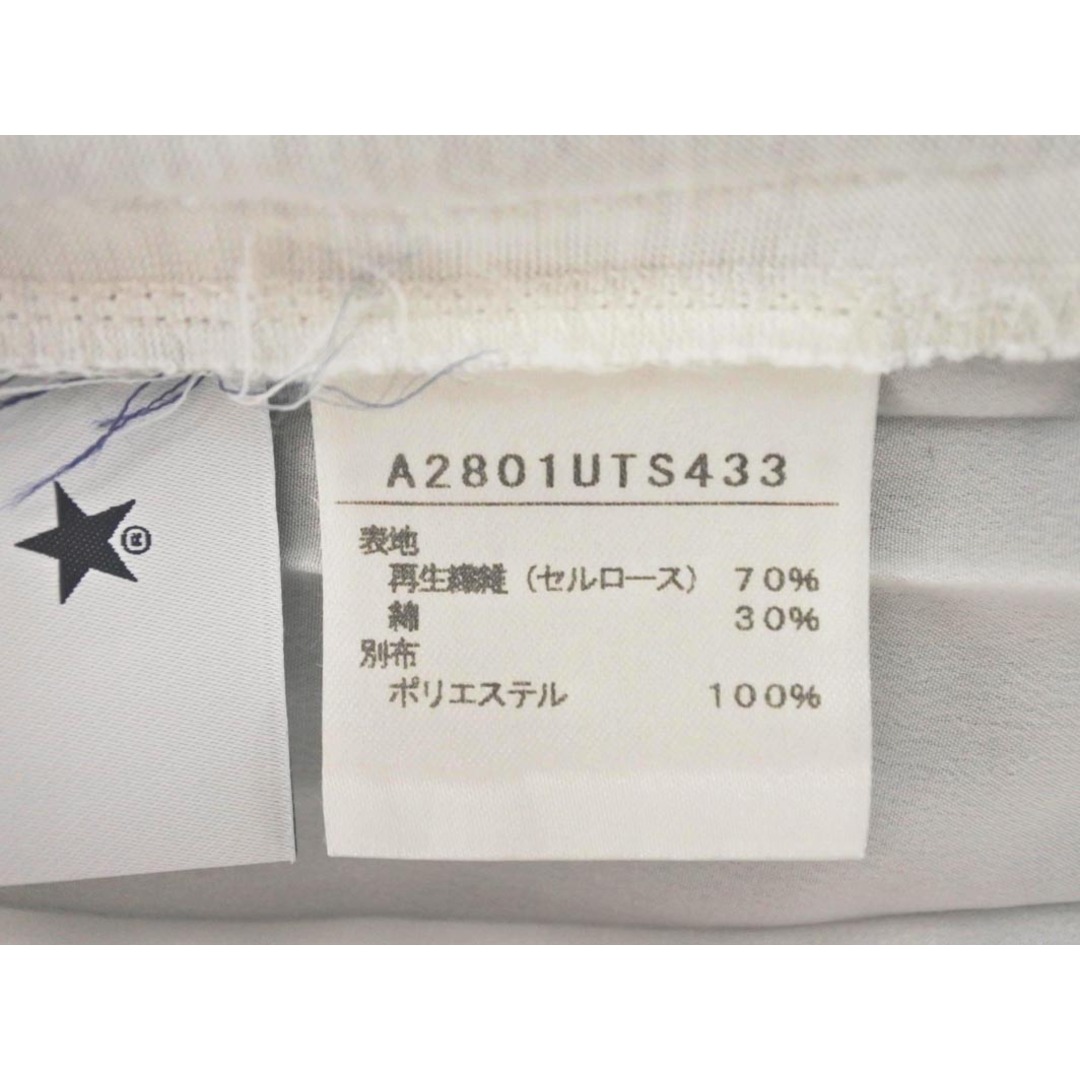 A2801UTS433
表地
再生繊維（セルロース） 70%
綿 30%
別布
ポリエステル 100%
®